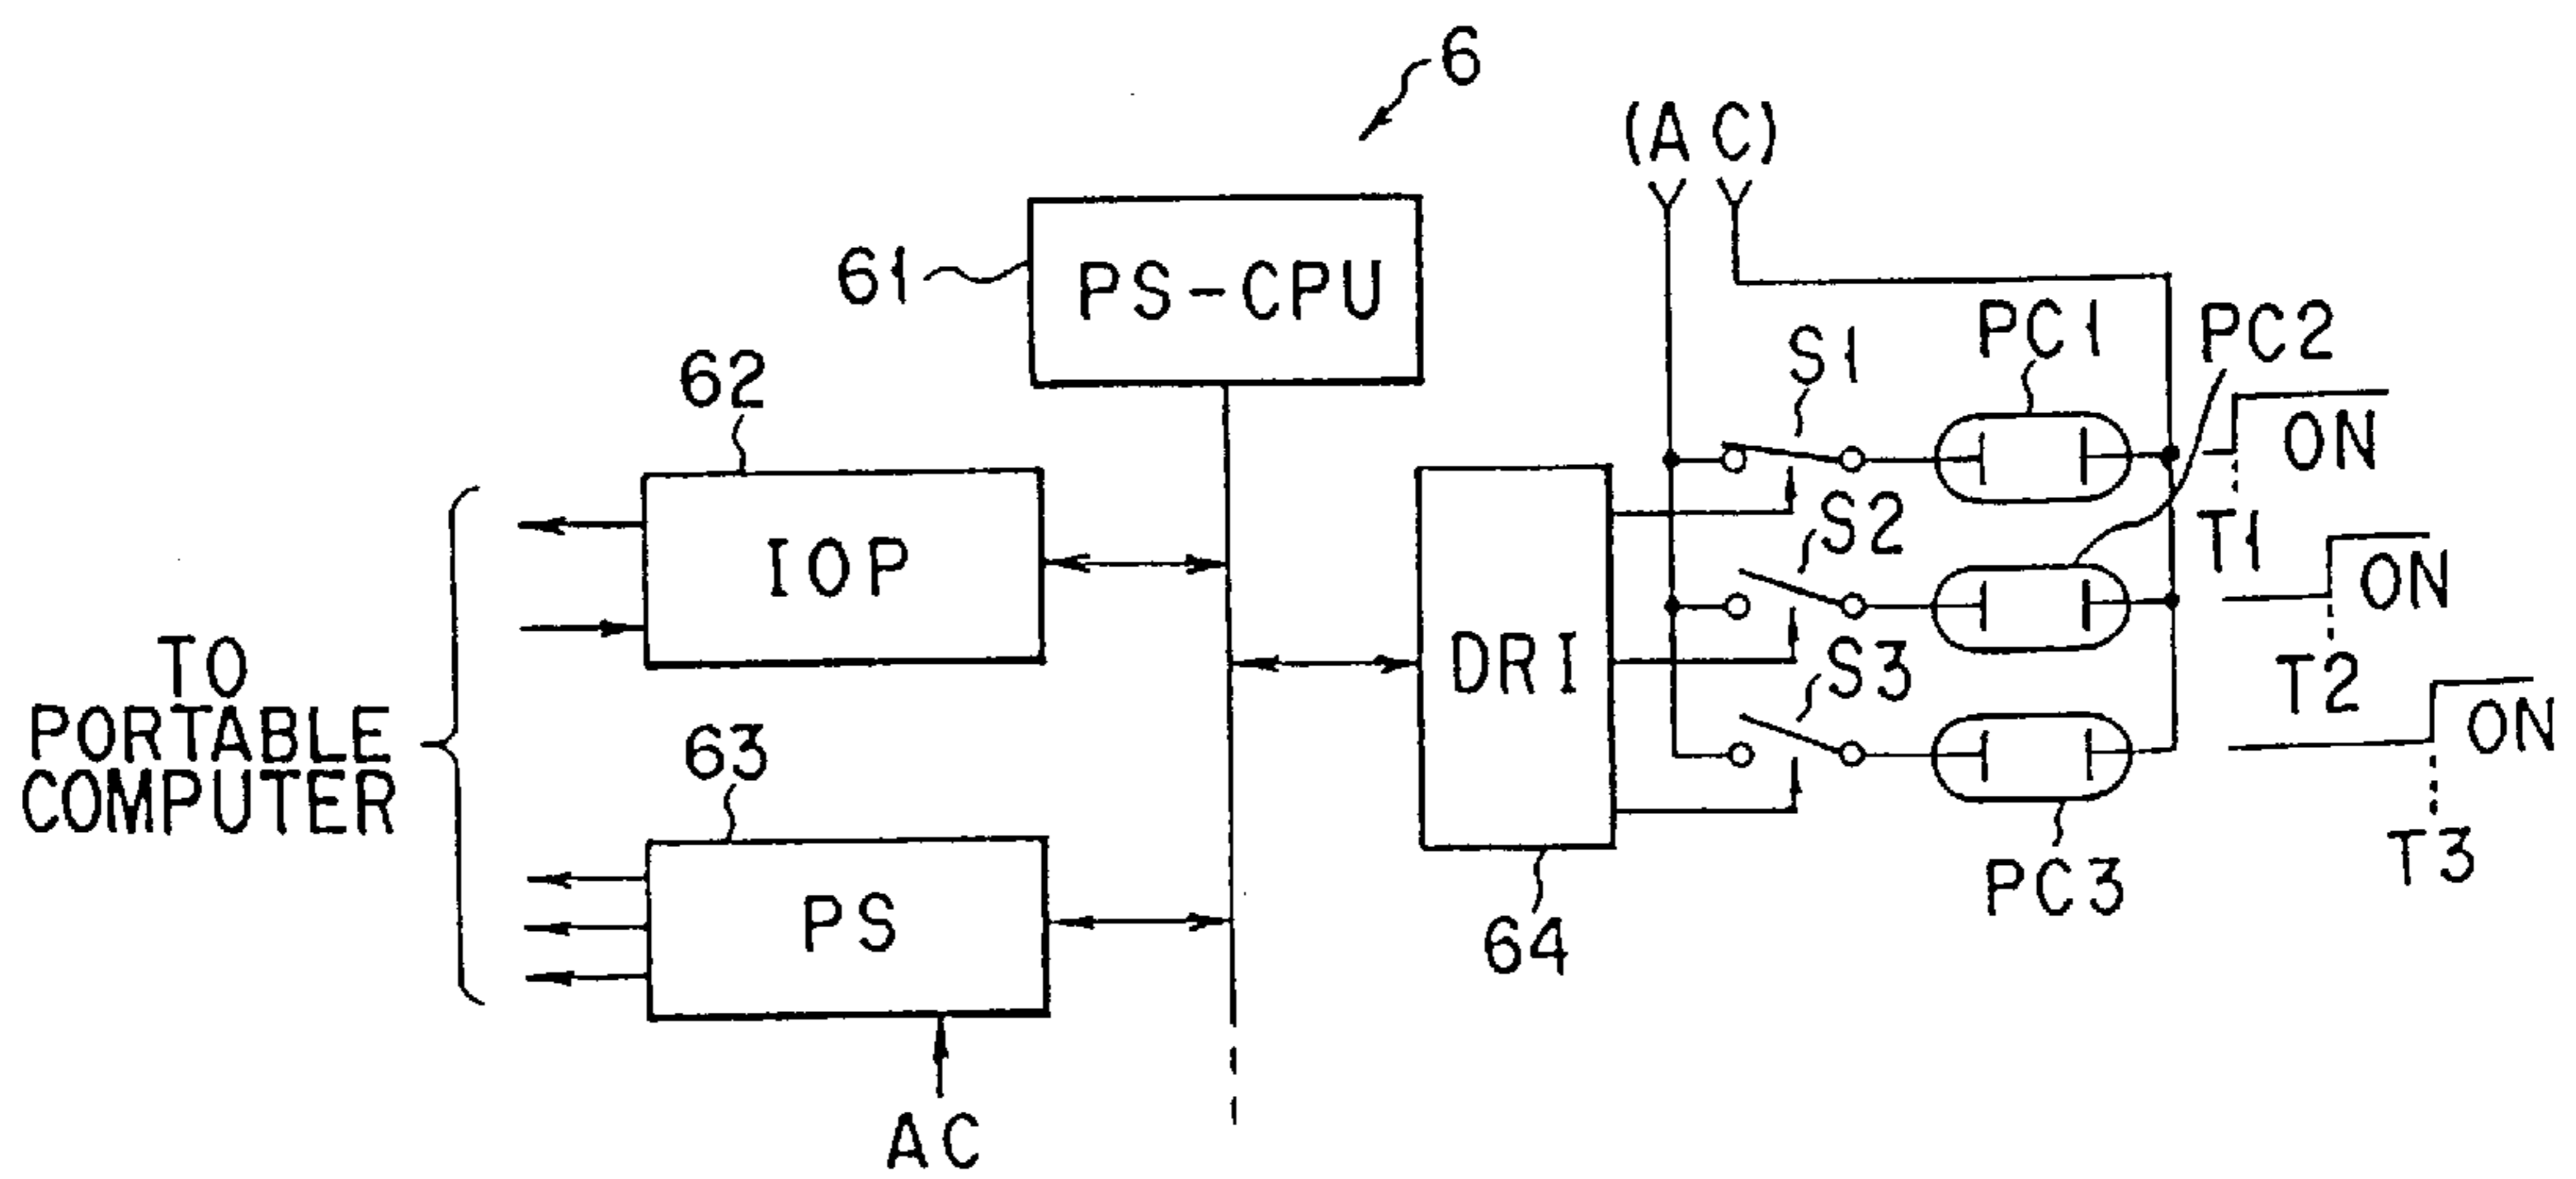 6
(AC)
61
PS-CPU
PC1
PC2
S1
62
ON
S2
T1
IOP
ON
DRI
TO
PORTABLE
COMPUTER
S3
T2
ON
63
PS
PC3
T3
64
AC